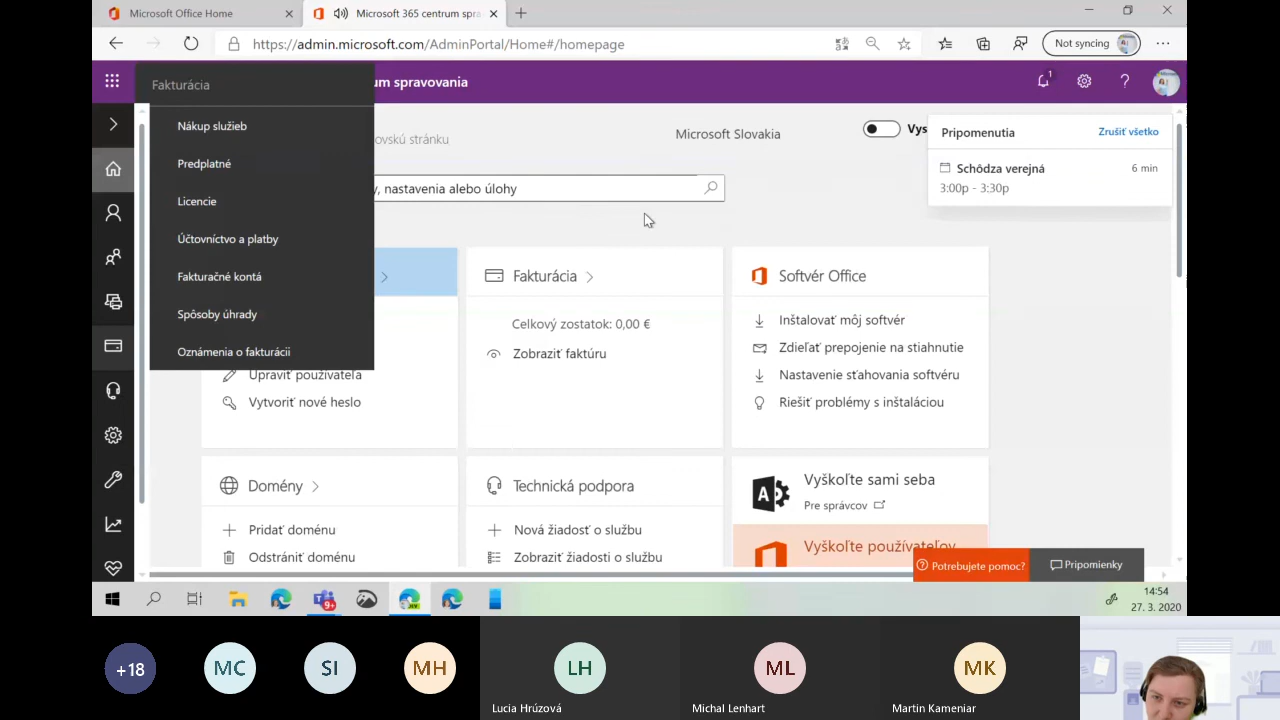 Microsoft Office Home
Microsoft 365 centrum spra
https://admin.microsoft.com/AdminPortal/Home#/homepage
Not syncing
Fakturácia
m spravovania
1
Nákup služieb
Predplatné
Licencie
Účtovníctvo a platby
Fakturačné kontá
Spôsoby úhrady
Oznámenia o fakturácii
ovskú stránku
Microsoft Slovakia
Vys
Pripomenutia
Zrušiť všetko
Schôdza verejná
6 min
3:00p - 3:30p
y, nastavenia alebo úlohy
Upraviť používateľa
Vytvoriť nové heslo
Fakturácia
Celkový zostatok: 0,00 €
Zobraziť faktúru
Softvér Office
Inštalovať môj softvér
Zdieľať prepojenie na stiahnutie
Nastavenie sťahovania softvéru
Riešiť problémy s inštaláciou
Domény
Pridať doménu
Odstrániť doménu
Technická podpora
Nová žiadosť o službu
Zobraziť žiadosti o službu
Vyškoľte sami seba
Pre správcov
Vyškoľte používateľov
Potrebujete pomoc?
Pripomienky
9+
14:54
27. 3. 2020
+18
MC
SI
MH
LH
Lucia Hrúzová
ML
Michal Lenhart
MK
Martin Kameniar